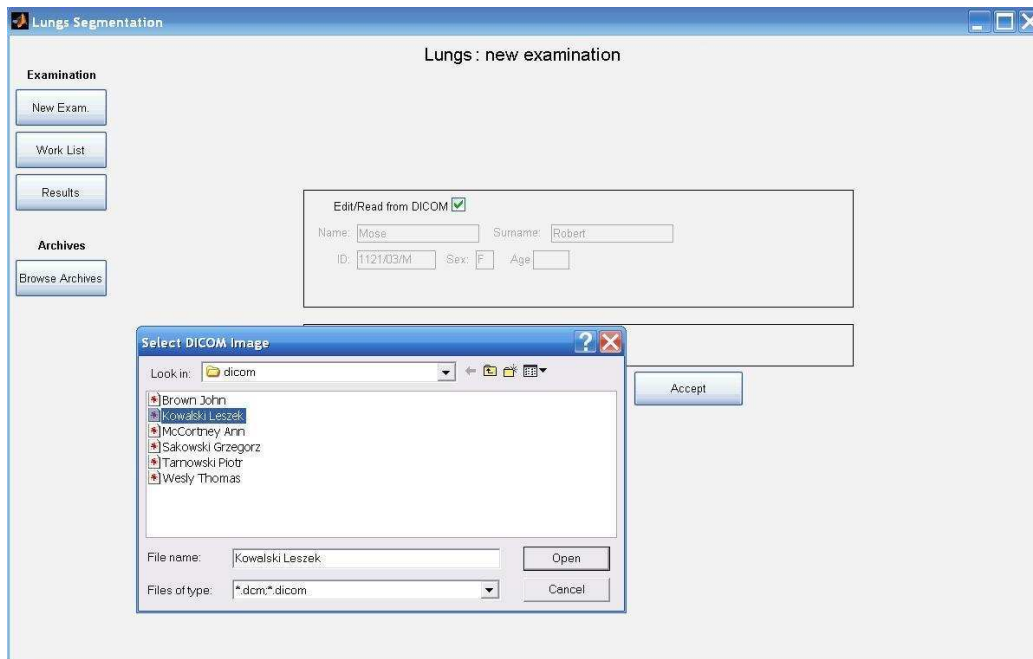 Lungs Segmentation
Lungs : new examination
Examination
New Exam.
Work List
Results
Archives
Browse Archives
Edit/Read from DICOM
Name: Mose Surname: Robert
ID: 1121/03/M Sex: F Age
Select DICOM Image
Look in: dicom
Brown John
Kowalski Leszek
McCortney Ann
Sakowski Grzegorz
Tarnowski Piotr
Wesly Thomas
File name: Kowalski Leszek Open
Files of type: *.dcm;*.dicom Cancel
Accept